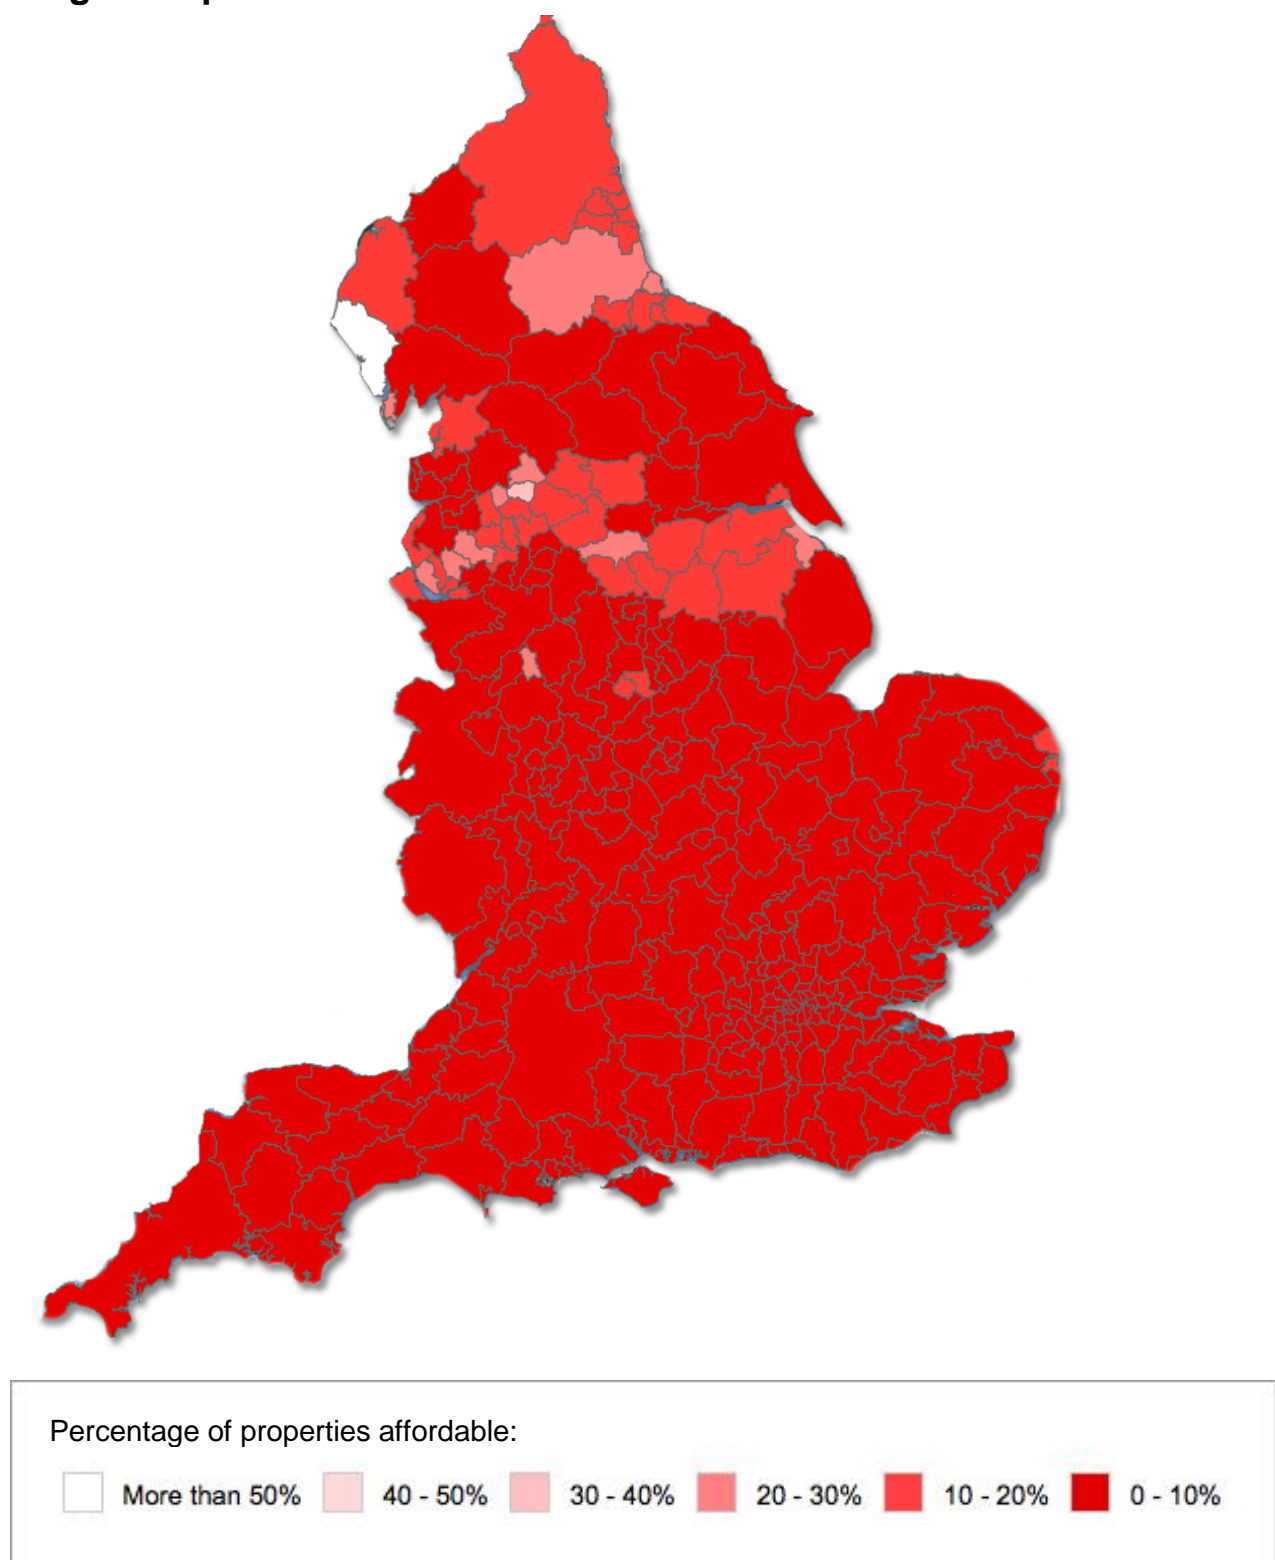 Percentage of properties affordable:
More than 50% 40 - 50% 30 - 40% 20 - 30% 10 - 20% 0 - 10%